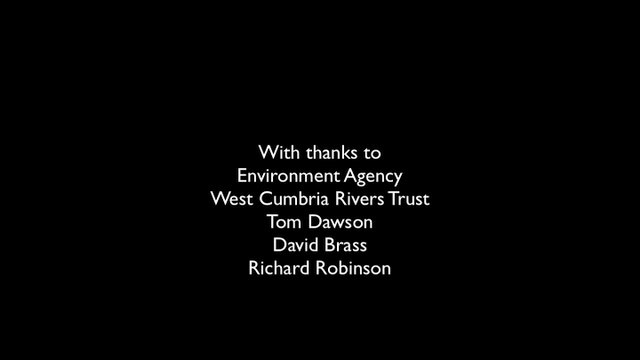 With thanks to
Environment Agency
West Cumbria Rivers Trust
Tom Dawson
David Brass
Richard Robinson